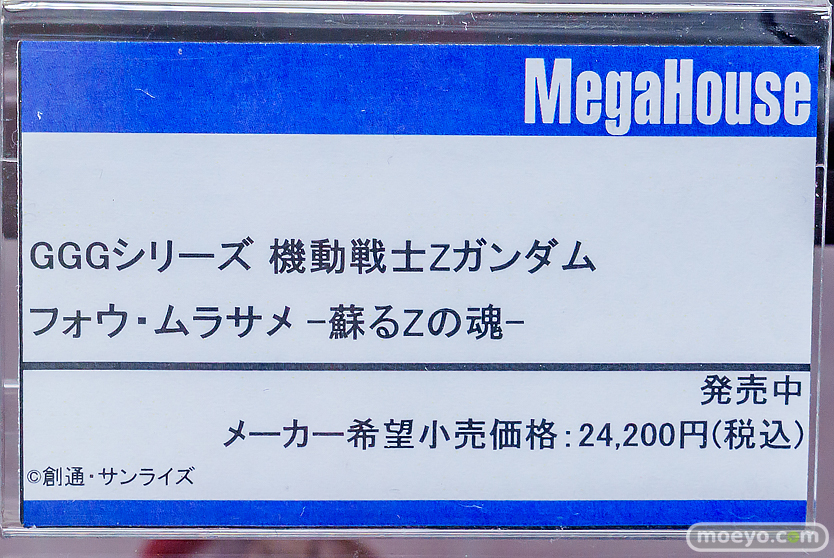 MegaHouse
GGGシリーズ 機動戦士Zガンダム
フォウ・ムラサメ -蘇るZの魂-
発売中
メーカー希望小売価格:24,200円(税込)
©創通・サンライズ
moeyo.com